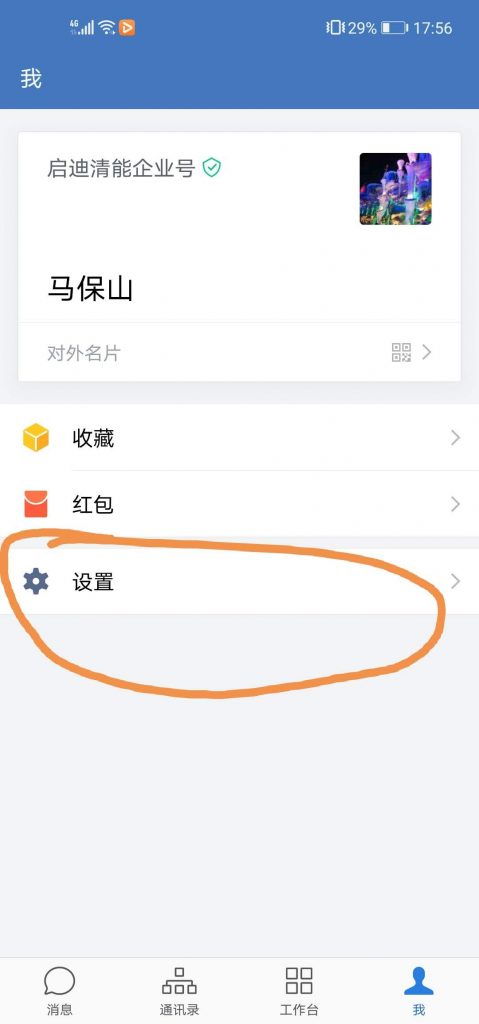 4G 29% 17:56
我
启迪清能企业号
马保山
对外名片
收藏
红包
设置
消息 通讯录 工作台 我